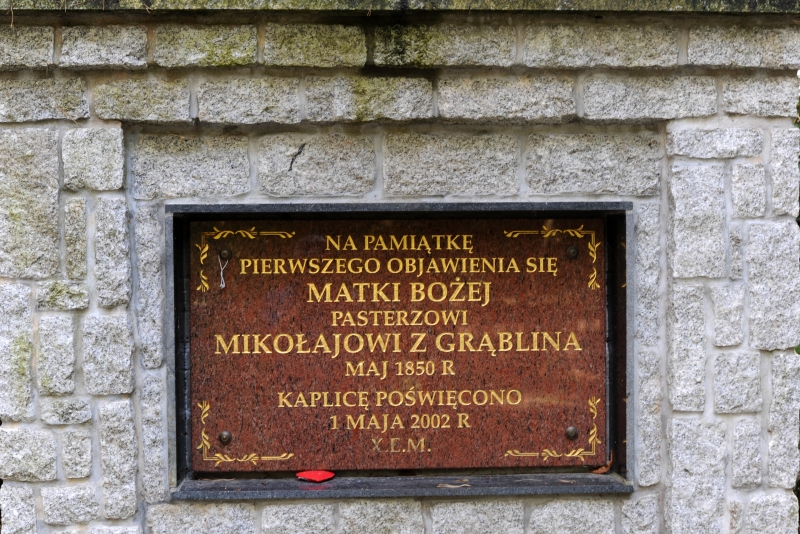 NA PAMIĄTKĘ
PIERWSZEGO OBJAWIENIA SIĘ
MATKI BOŻEJ
PASTERZOWI
MIKOŁAJOWI Z GRĄBLINA
MAJ 1850 R
KAPLICĘ POŚWIĘCONO
1 MAJA 2002 R
X.E.M.